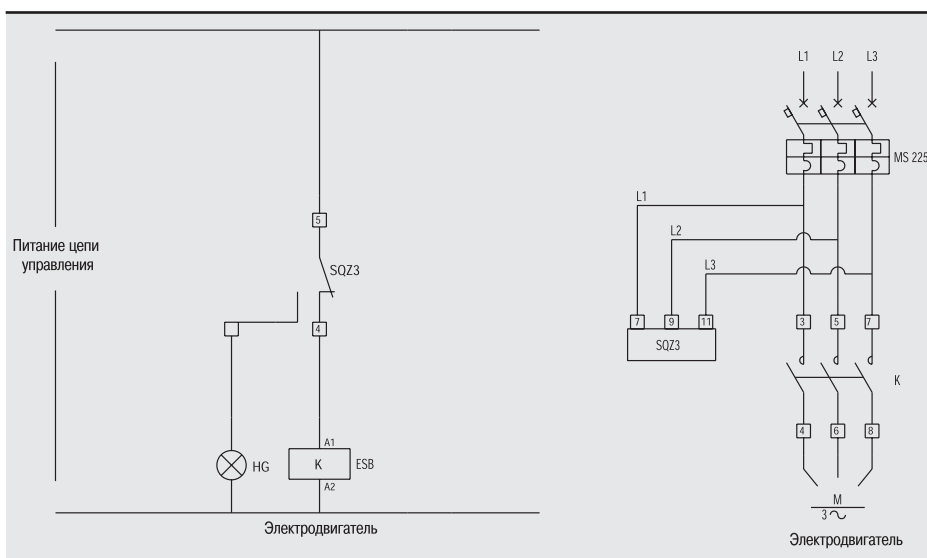 Питание цепи
управления
5
SQZ3
4
HG
A1
K
ESB
A2
Электродвигатель
L1
L2
L3
MS 225
L1
L2
L3
7
9
11
SQZ3
3
5
7
K
4
6
8
M
3
Электродвигатель